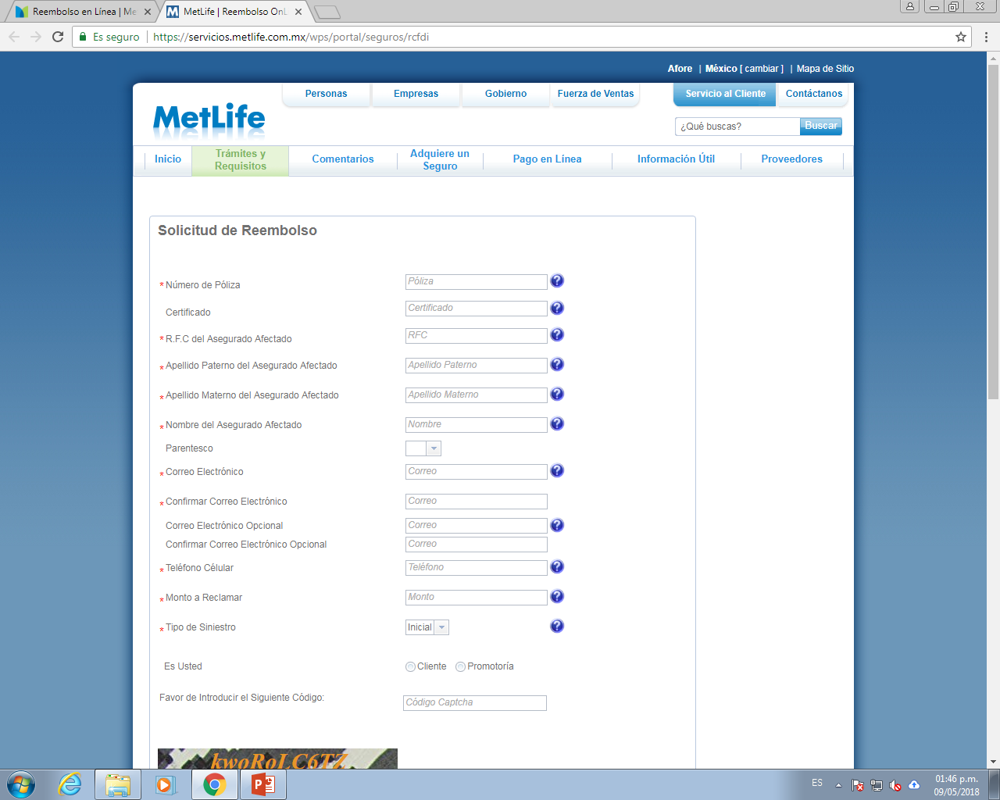 Reembolso en Línea | Me
MetLife | Reembolso OnL
Es seguro
https://servicios.metlife.com.mx/wps/portal/seguros/rcfdi
Afore | México [ cambiar ] | Mapa de Sitio
Personas
Empresas
Gobierno
Fuerza de Ventas
Servicio al Cliente
Contáctanos
MetLife
¿Qué buscas?
Buscar
Inicio
Trámites y
Requisitos
Comentarios
Adquiere un
Seguro
Pago en Línea
Información Útil
Proveedores
Solicitud de Reembolso
* Número de Póliza
Póliza
?
Certificado
Certificado
?
* R.F.C del Asegurado Afectado
RFC
?
* Apellido Paterno del Asegurado Afectado
Apellido Paterno
?
* Apellido Materno del Asegurado Afectado
Apellido Materno
?
* Nombre del Asegurado Afectado
Nombre
?
Parentesco
* Correo Electrónico
Correo
?
* Confirmar Correo Electrónico
Correo
Correo Electrónico Opcional
Correo
?
Confirmar Correo Electrónico Opcional
Correo
* Teléfono Célular
Teléfono
?
* Monto a Reclamar
Monto
?
* Tipo de Siniestro
Inicial
?
Es Usted
Cliente
Promotoría
Favor de Introducir el Siguiente Código:
Código Captcha
kwoRoLC6TZ
ES
01:46 p.m.
09/05/2018